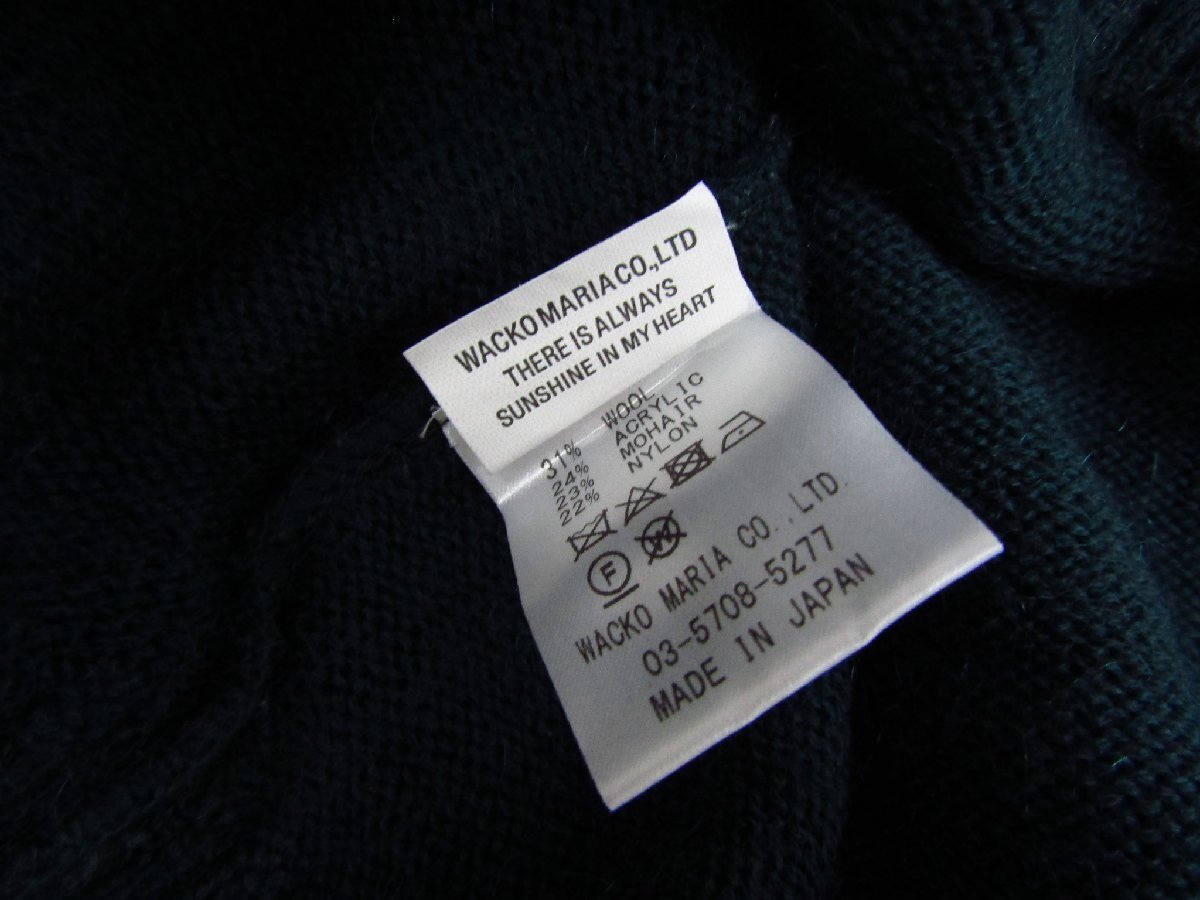 WACKO MARIA CO.,LTD
THERE IS ALWAYS
SUNSHINE IN MY HEART
31% WOOL
24% ACRYLIC
23% MOHAIR
22% NYLON
F W
WACKO MARIA CO.,LTD.
03-5708-5277
MADE IN JAPAN